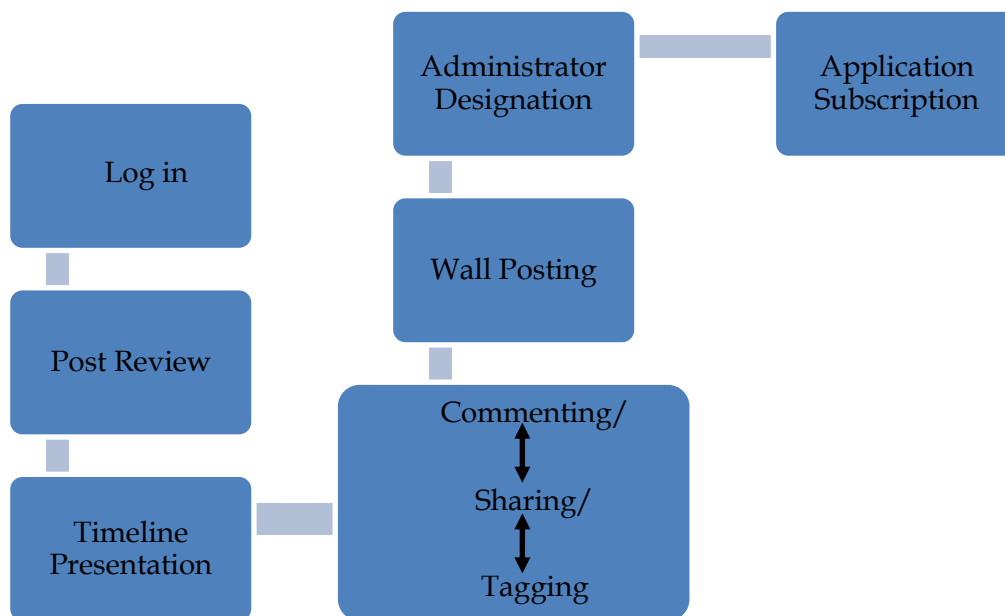 Log in
Post Review
Timeline
Presentation
Commenting/
Sharing/
Tagging
Wall Posting
Administrator
Designation
Application
Subscription